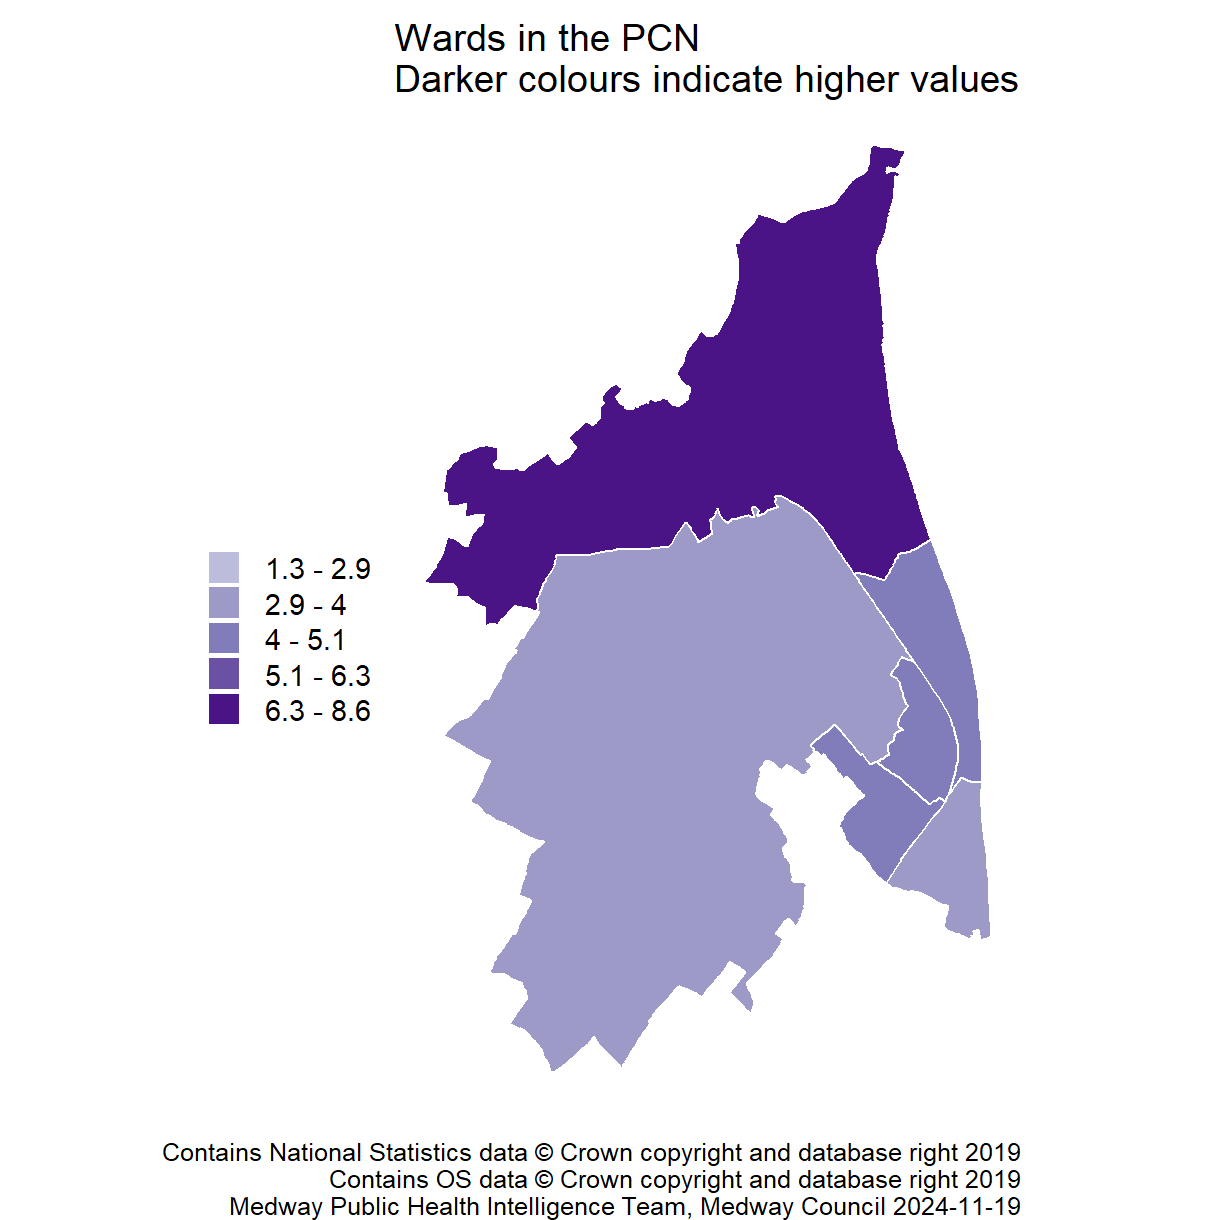 Wards in the PCN
Darker colours indicate higher values
1.3 - 2.9
2.9 - 4
4 - 5.1
5.1 - 6.3
6.3 - 8.6
Contains National Statistics data © Crown copyright and database right 2019
Contains OS data © Crown copyright and database right 2019
Medway Public Health Intelligence Team, Medway Council 2024-11-19